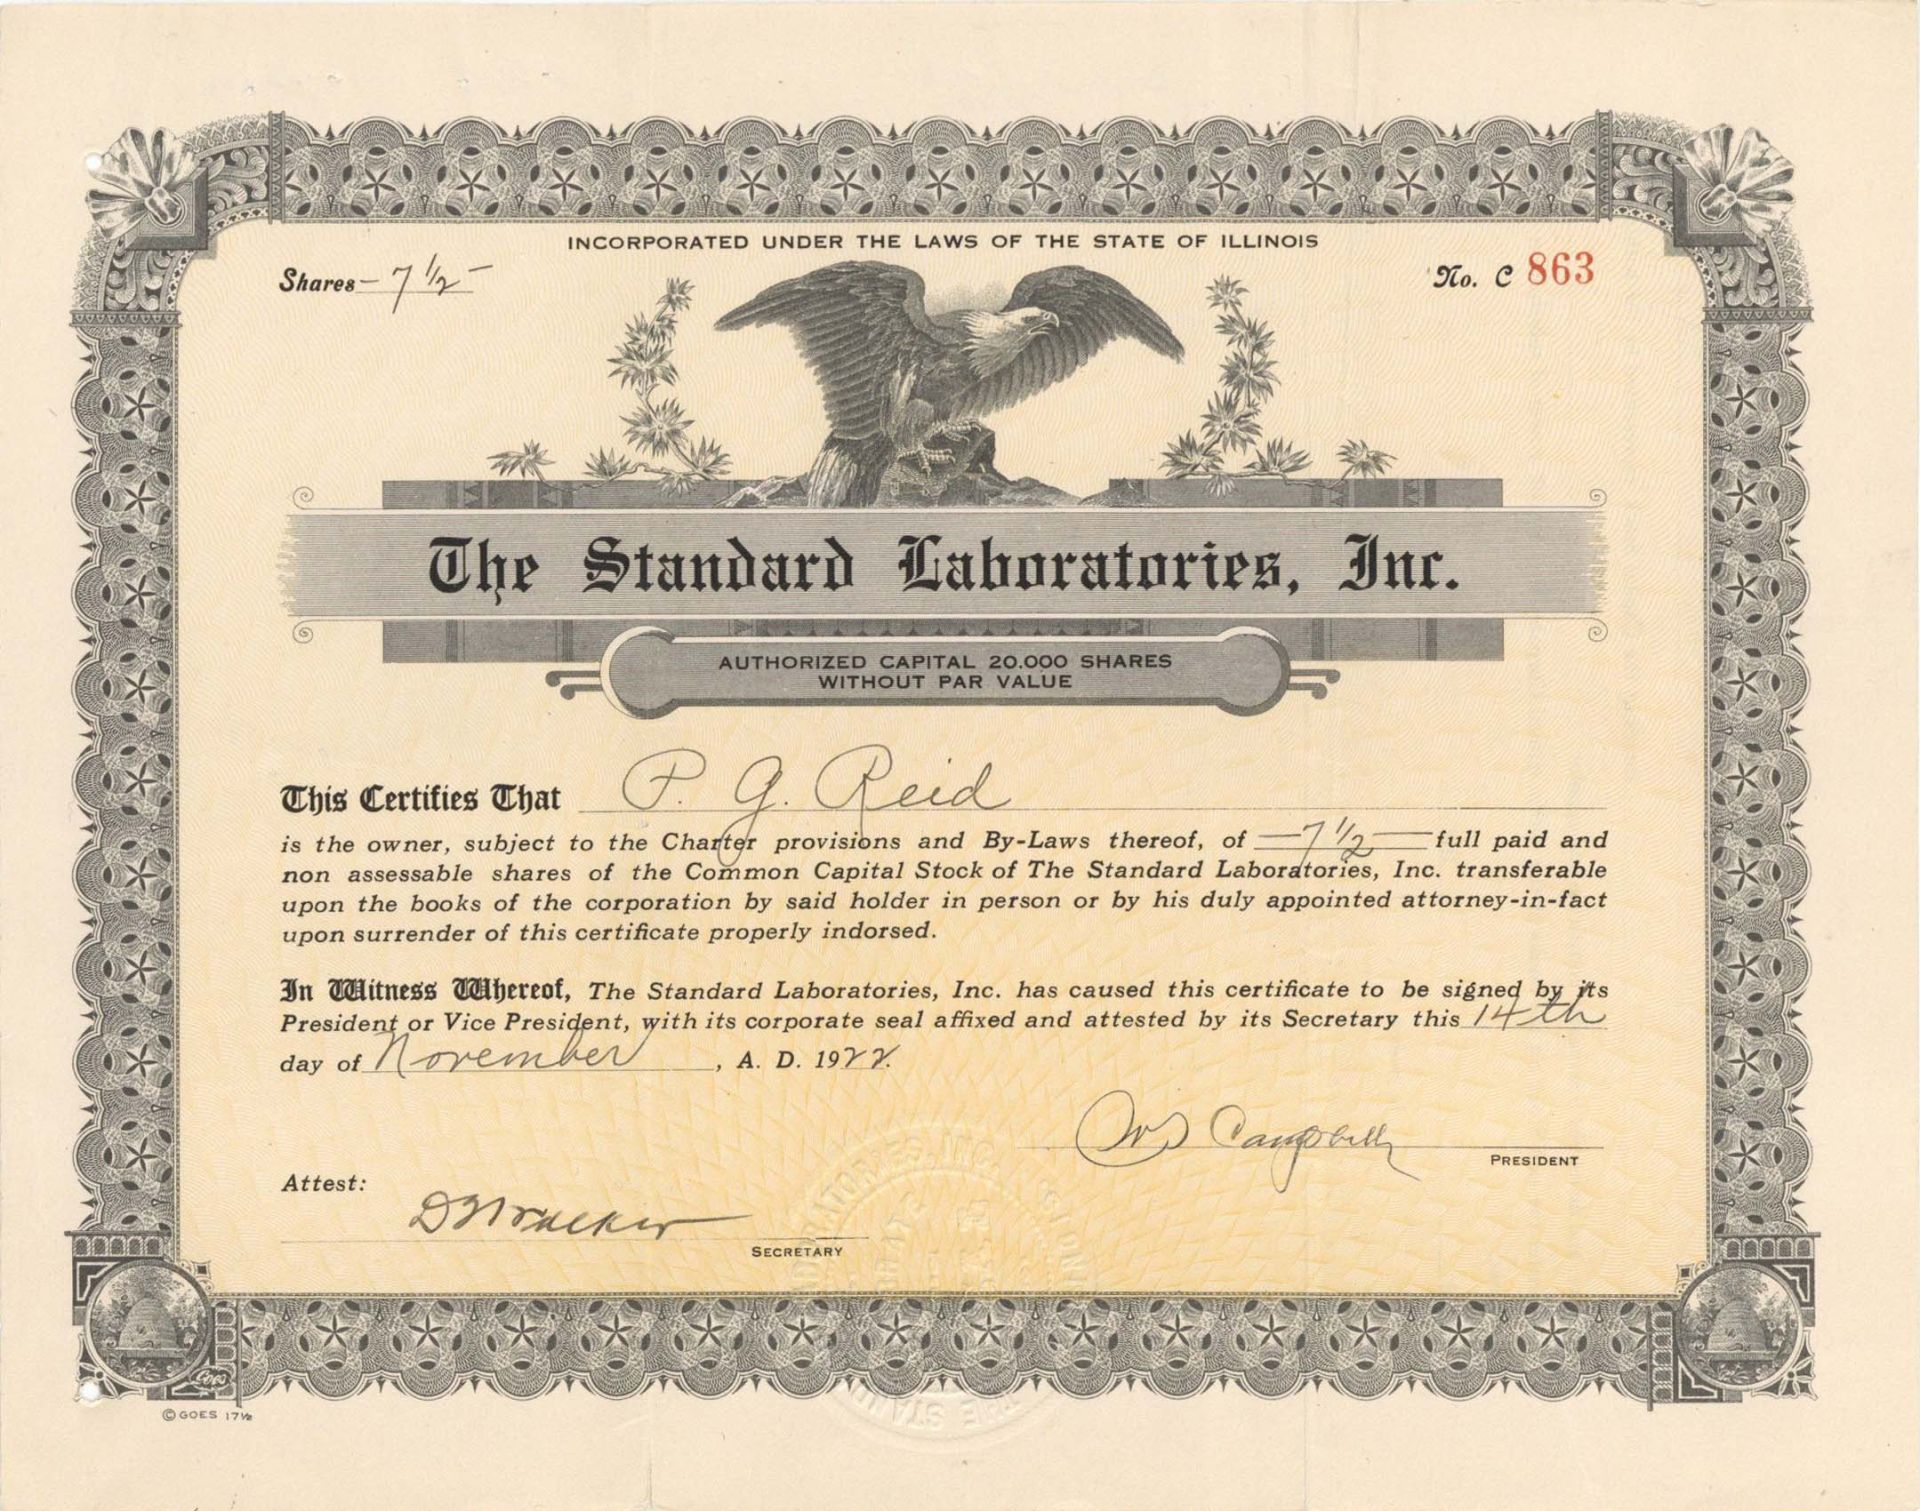 INCORPORATED UNDER THE LAWS OF THE STATE OF ILLINOIS
Shares - 7 1/2 -
No. C 863
The Standard Laboratories, Inc.
AUTHORIZED CAPITAL 20.000 SHARES
WITHOUT PAR VALUE
This Certifies That P. G. Reid
is the owner, subject to the Charter provisions and By-Laws thereof, of — 7 1/2 — full paid and
non assessable shares of the Common Capital Stock of The Standard Laboratories, Inc. transferable
upon the books of the corporation by said holder in person or by his duly appointed attorney-in-fact
upon surrender of this certificate properly indorsed.
In Witness Whereof, The Standard Laboratories, Inc. has caused this certificate to be signed by its
President or Vice President, with its corporate seal affixed and attested by its Secretary this 14th
day of November, A. D. 1922.
Campbell
PRESIDENT
Attest:
SECRETARY
Goes
© GOES 17½